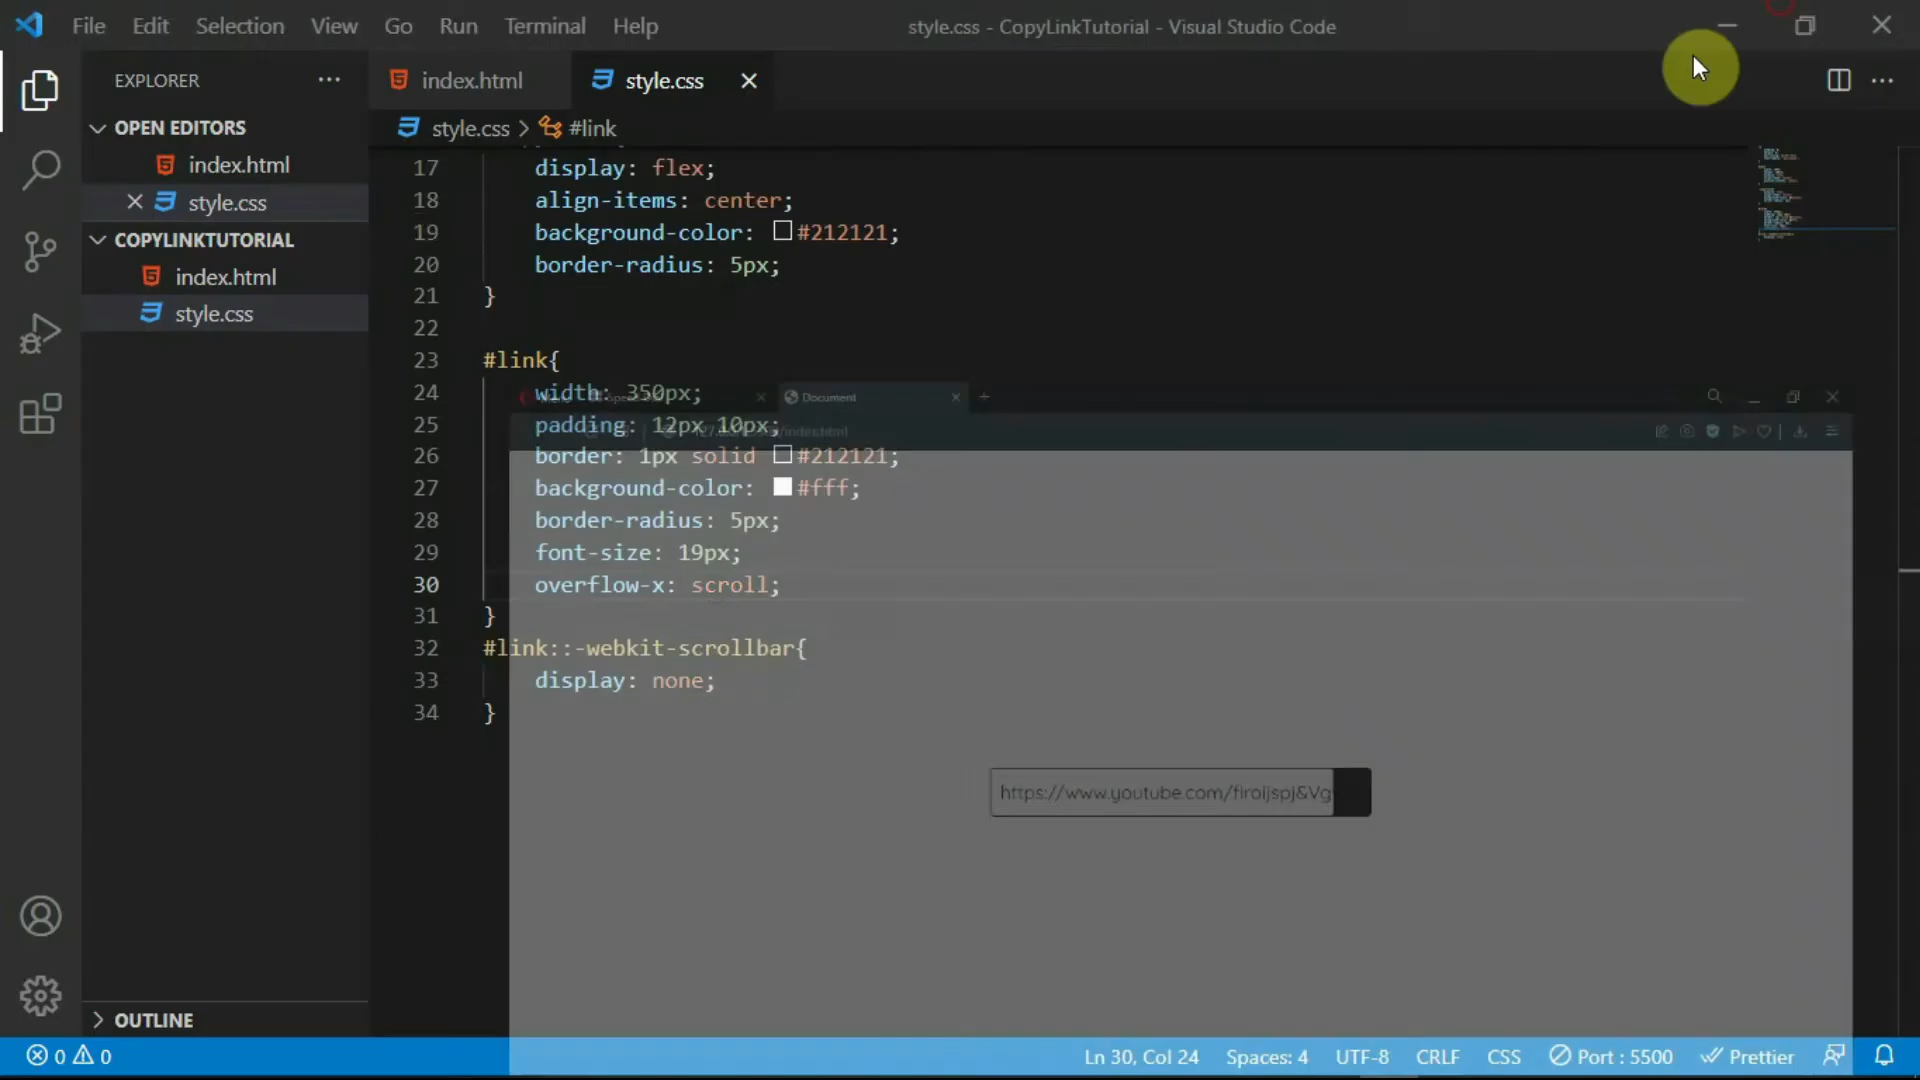 File Edit Selection View Go Run Terminal Help
style.css - CopyLinkTutorial - Visual Studio Code
EXPLORER
OPEN EDITORS
index.html
style.css
COPYLINKTUTORIAL
index.html
style.css
OUTLINE
index.html
style.css
style.css > #link
17 display: flex;
18 align-items: center;
19 background-color: #212121;
20 border-radius: 5px;
21 }
22
23 #link{
24 width: 350px;
25 padding: 12px 10px;
26 border: 1px solid #212121;
27 background-color: #fff;
28 border-radius: 5px;
29 font-size: 19px;
30 overflow-x: scroll;
31 }
32 #link::-webkit-scrollbar{
33 display: none;
34 }
Document
https://www.youtube.com/firoijspj&Vg
0 0
Ln 30, Col 24 Spaces: 4 UTF-8 CRLF CSS Port : 5500 Prettier